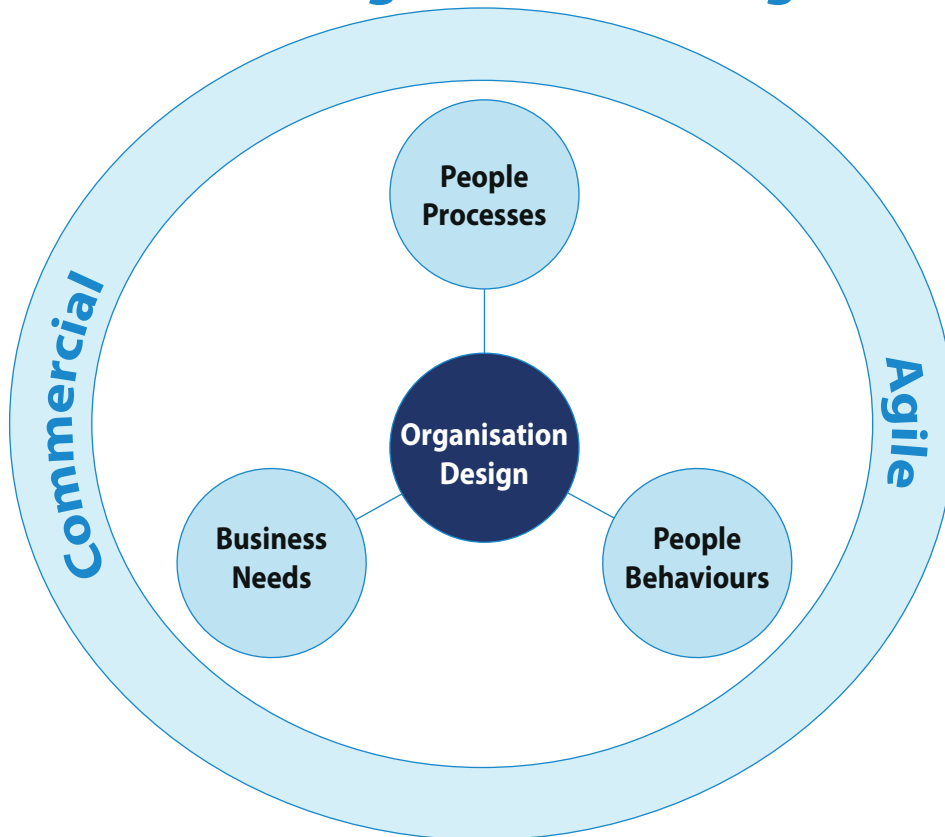 People
Processes
Commercial
Agile
Organisation
Design
Business
Needs
People
Behaviours